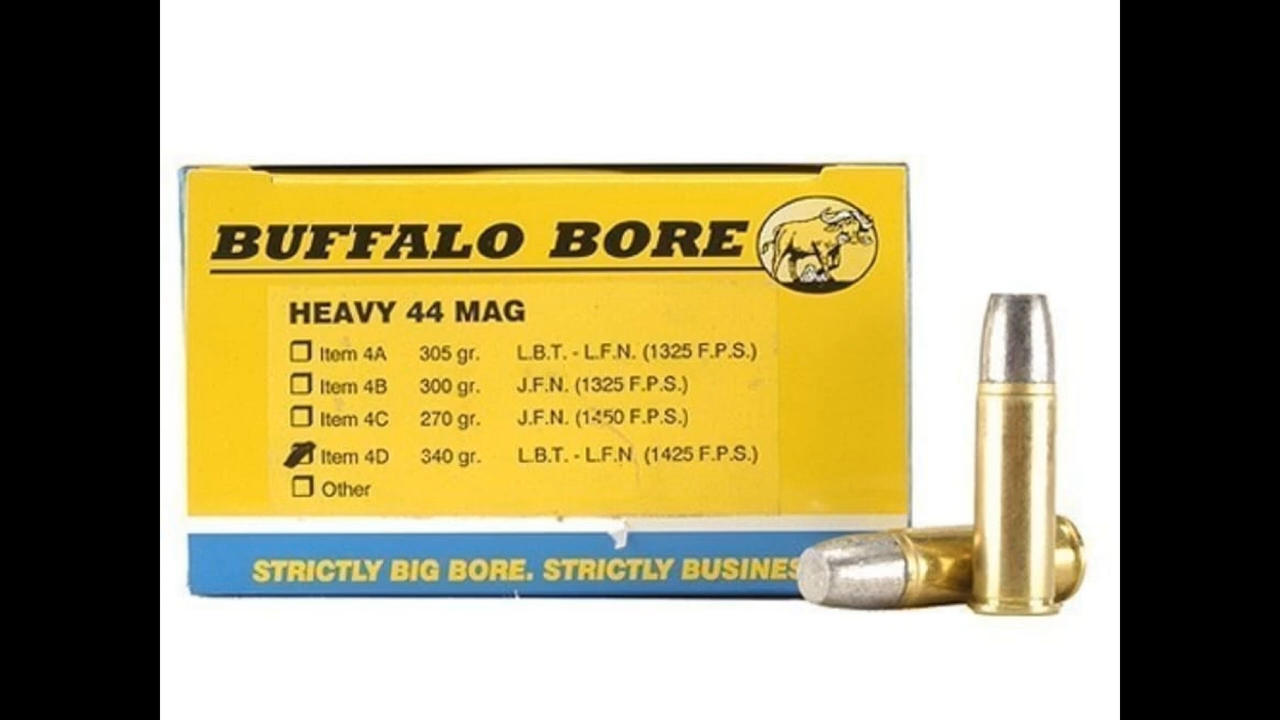 BUFFALO BORE
HEAVY 44 MAG
Item 4A 305 gr. L.B.T. - L.F.N. (1325 F.P.S.)
Item 4B 300 gr. J.F.N. (1325 F.P.S.)
Item 4C 270 gr. J.F.N. (1450 F.P.S.)
Item 4D 340 gr. L.B.T. - L.F.N. (1425 F.P.S.)
Other
STRICTLY BIG BORE. STRICTLY BUSINES